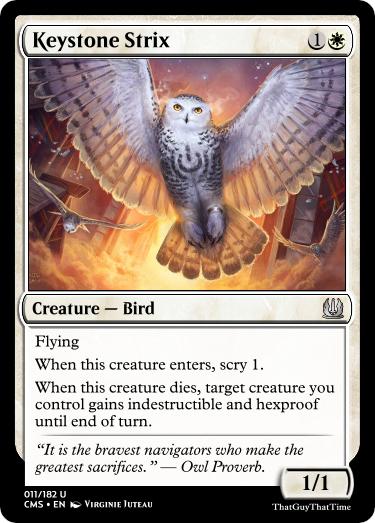 Keystone Strix 1
Creature — Bird
Flying
When this creature enters, scry 1.
When this creature dies, target creature you
control gains indestructible and hexproof
until end of turn.
“It is the bravest navigators who make the
greatest sacrifices.” — Owl Proverb.
1/1
011/182 U
CMS • EN Virginie Juteau
ThatGuyThatTime